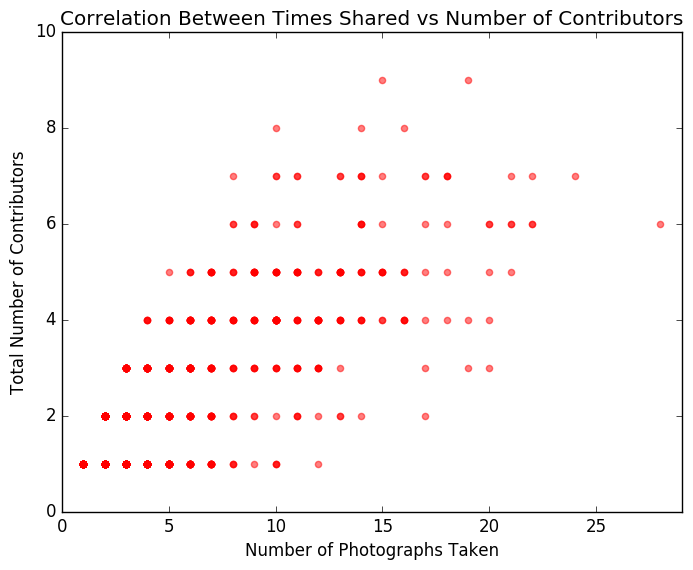 Correlation Between Times Shared vs Number of Contributors
10
8
6
4
2
0
0 5 10 15 20 25
Total Number of Contributors
Number of Photographs Taken